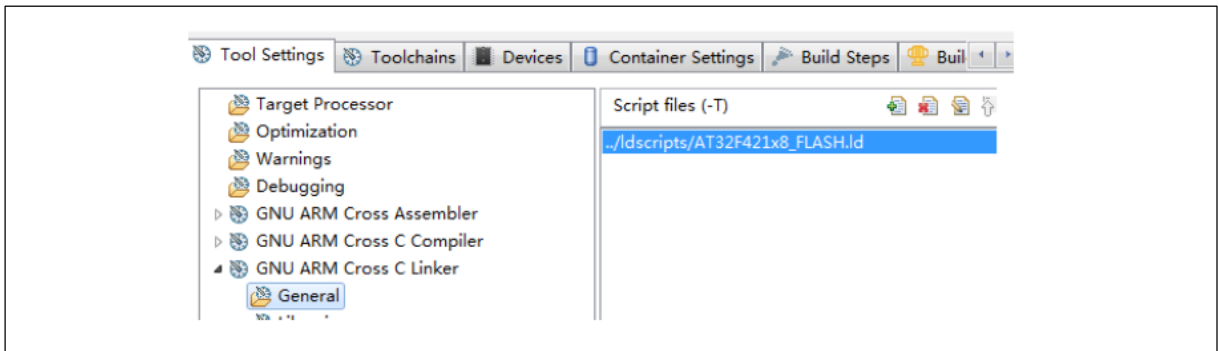 Tool Settings Toolchains Devices Container Settings Build Steps Buil
Target Processor
Optimization
Warnings
Debugging
GNU ARM Cross Assembler
GNU ARM Cross C Compiler
GNU ARM Cross C Linker
General
Script files (-T)
../ldscripts/AT32F421x8_FLASH.ld